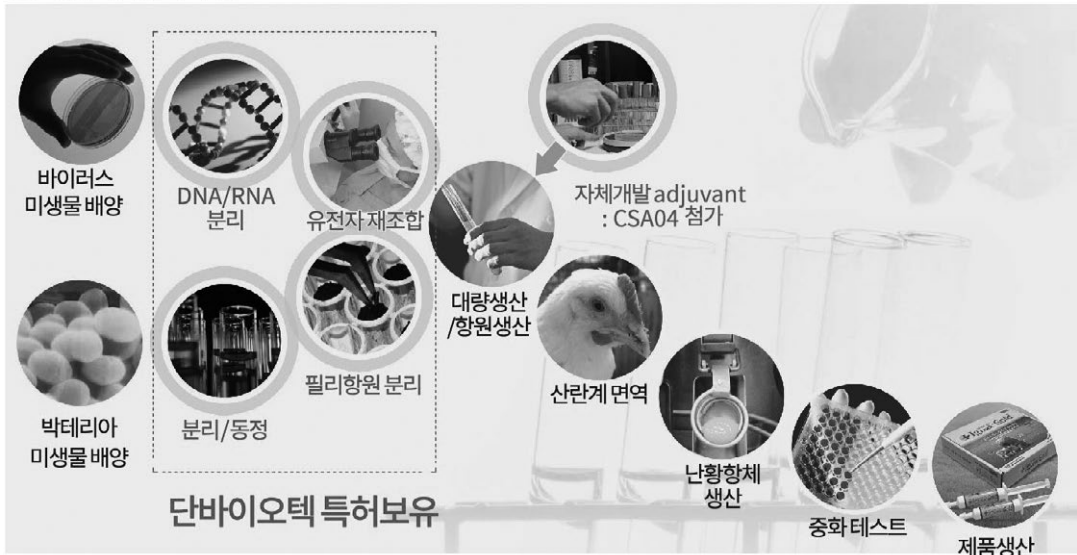 바이러스
미생물 배양
DNA/RNA
분리
유전자 재조합
자체개발 adjuvant
: CSA04 첨가
대량생산
/항원생산
박테리아
미생물 배양
분리/동정
필리항원 분리
산란계 면역
난황항체
생산
중화 테스트
제품생산
단바이오텍 특허보유